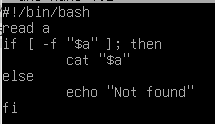 #!/bin/bash
read a
if [ -f "$a" ]; then
        cat "$a"
else
        echo "Not found"
fi